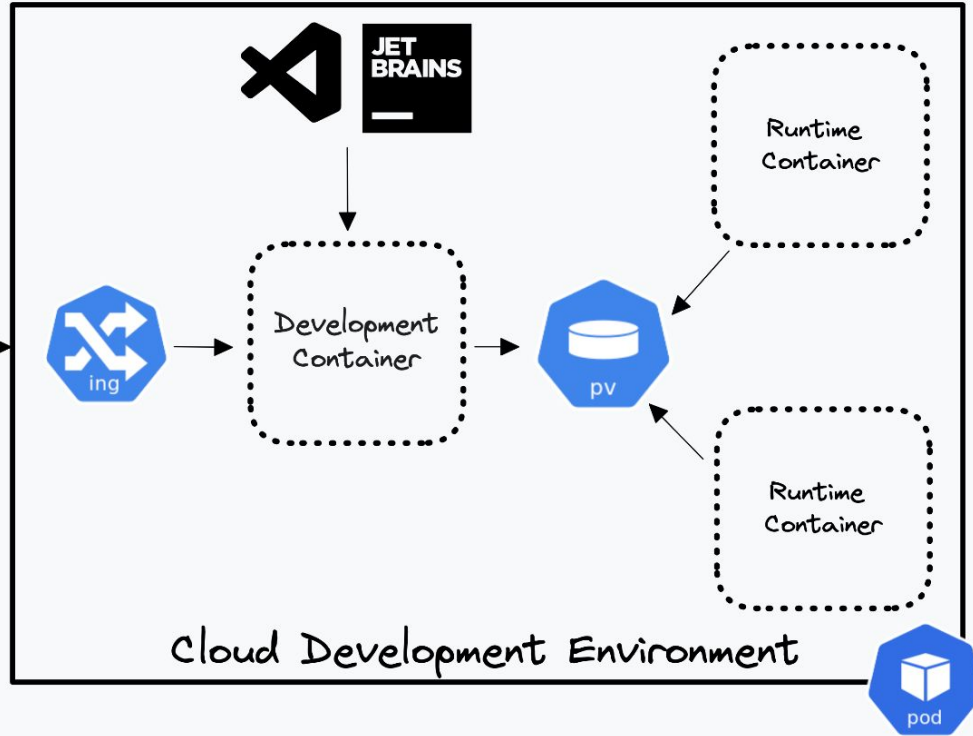 JET
BRAINS
Runtime
Container
ing
Development
Container
pv
Runtime
Container
Cloud Development Environment
pod